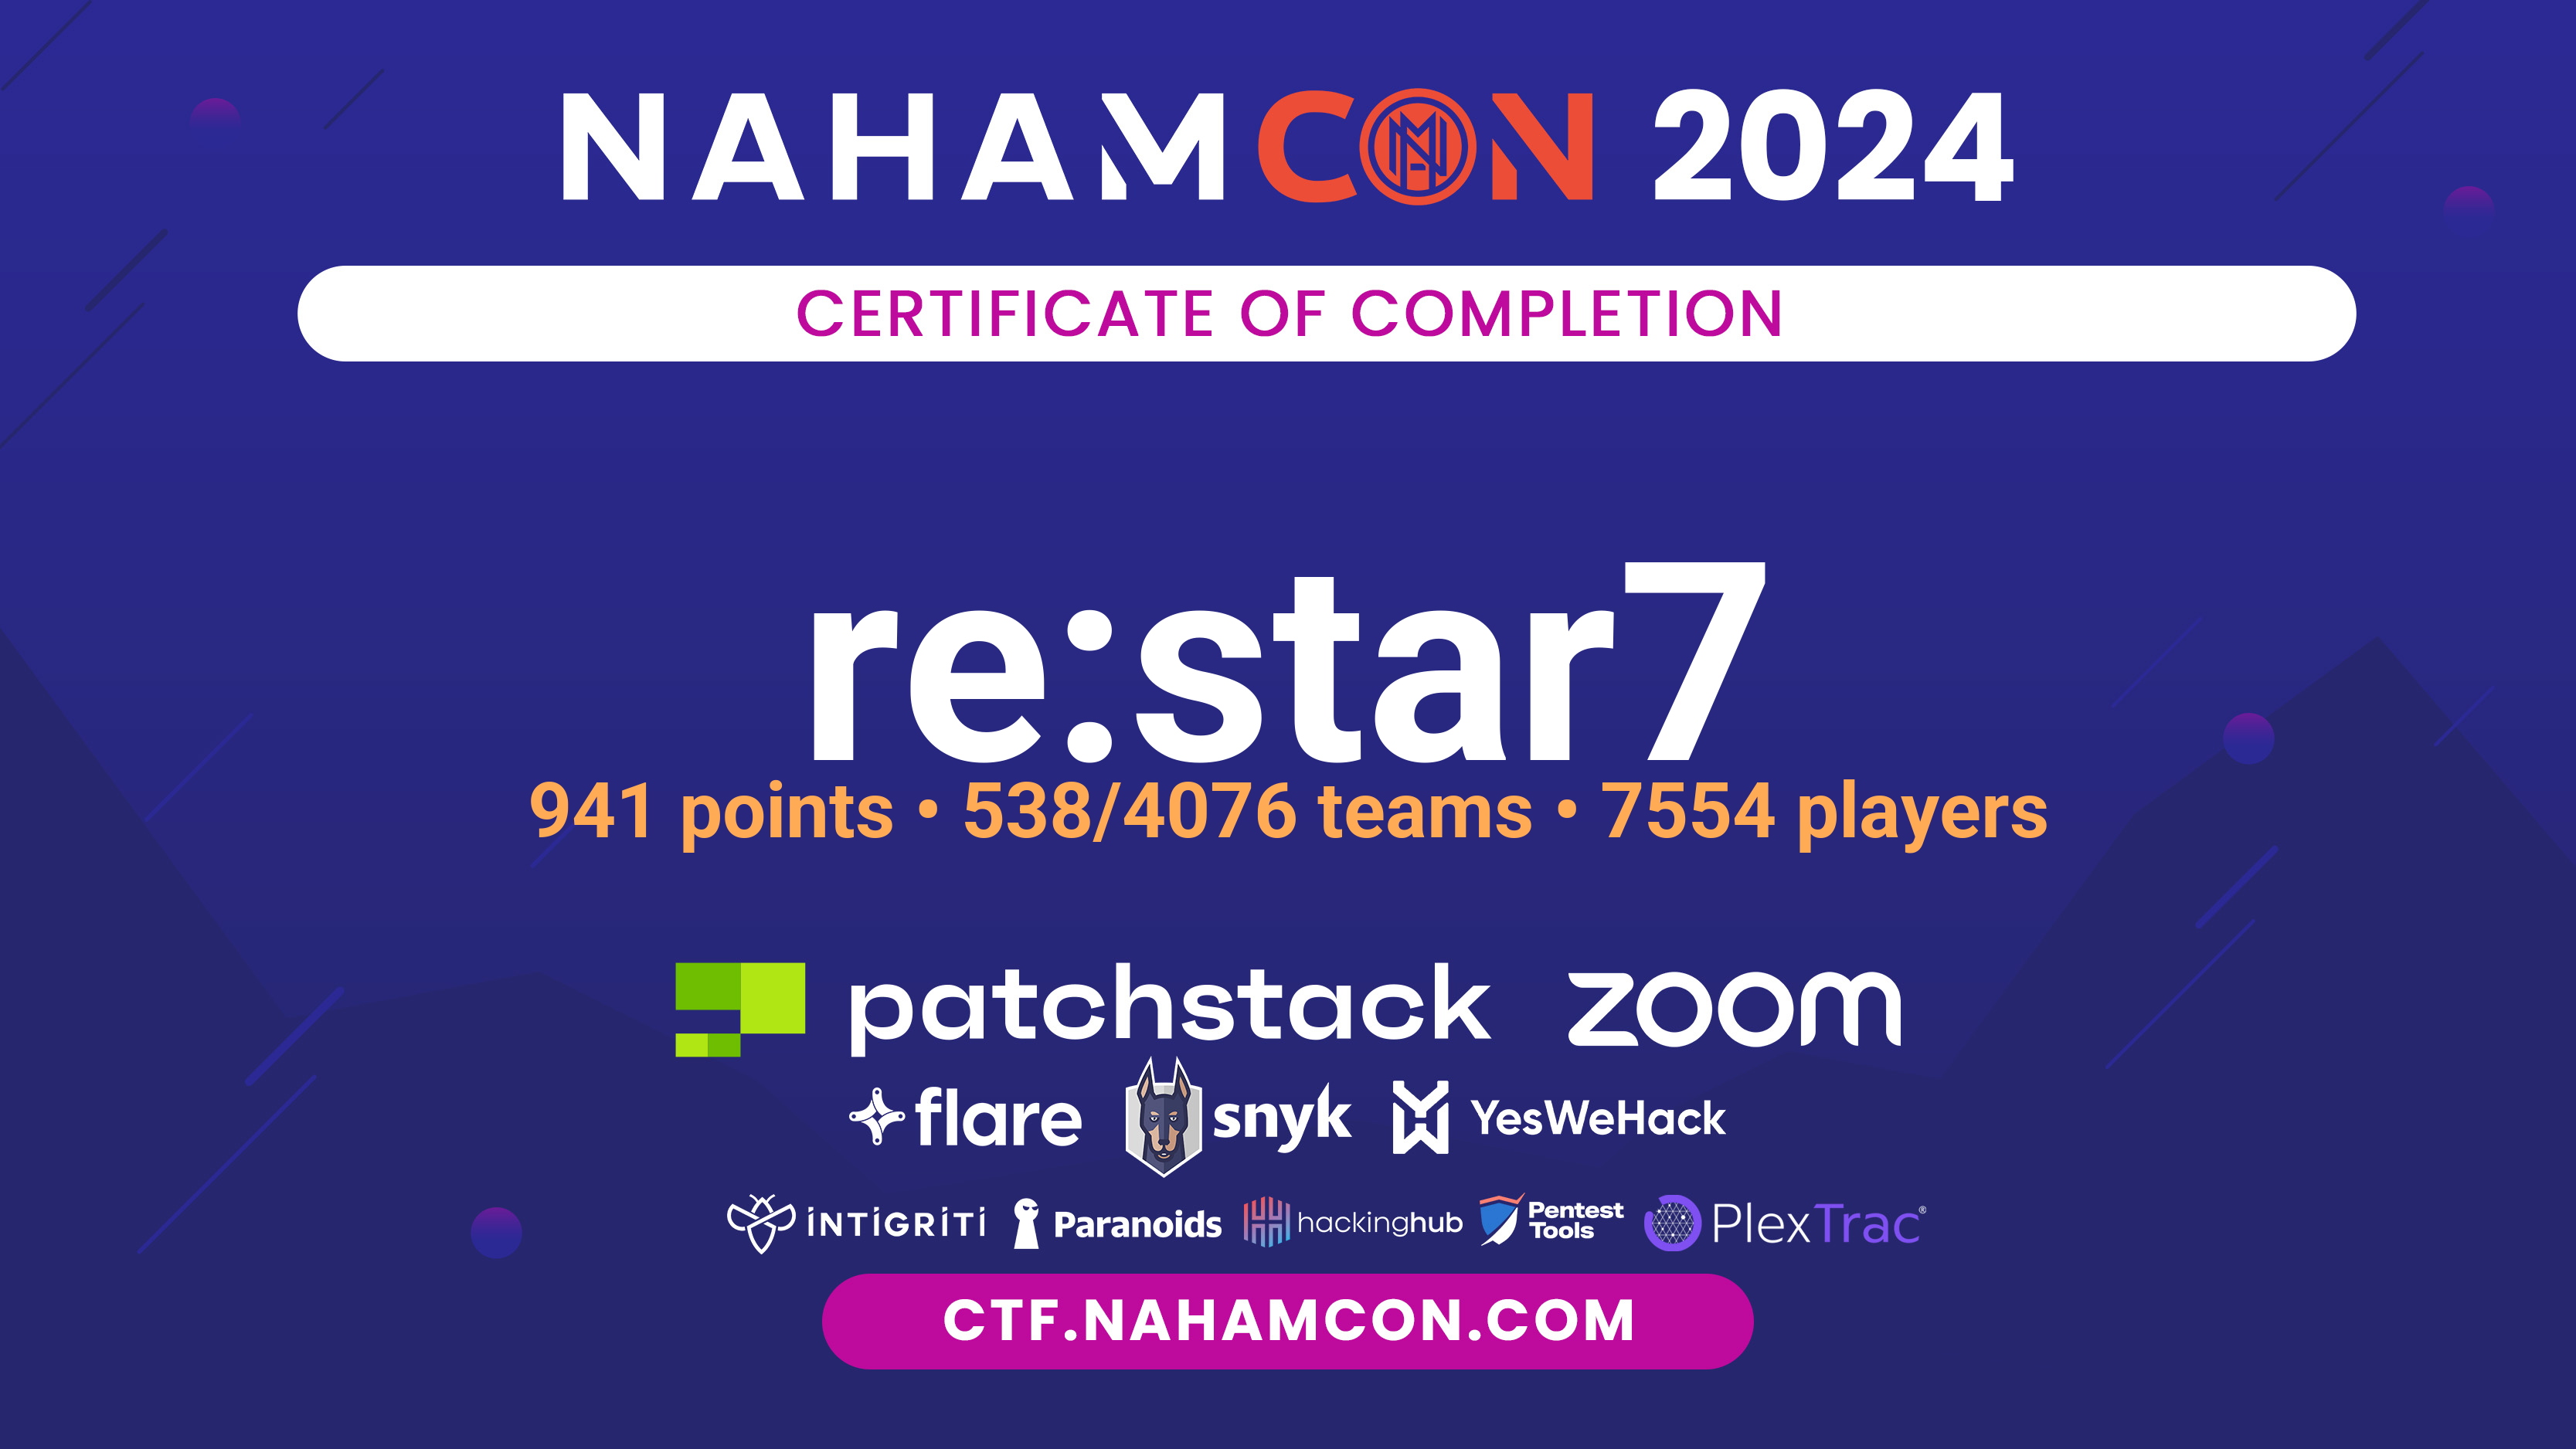 NAHAMCON 2024
CERTIFICATE OF COMPLETION
re:star7
941 points • 538/4076 teams • 7554 players
patchstack zoom
flare snyk YesWeHack
INTIGRITI Paranoids hackinghub Pentest Tools PlexTrac®
CTF.NAHAMCON.COM